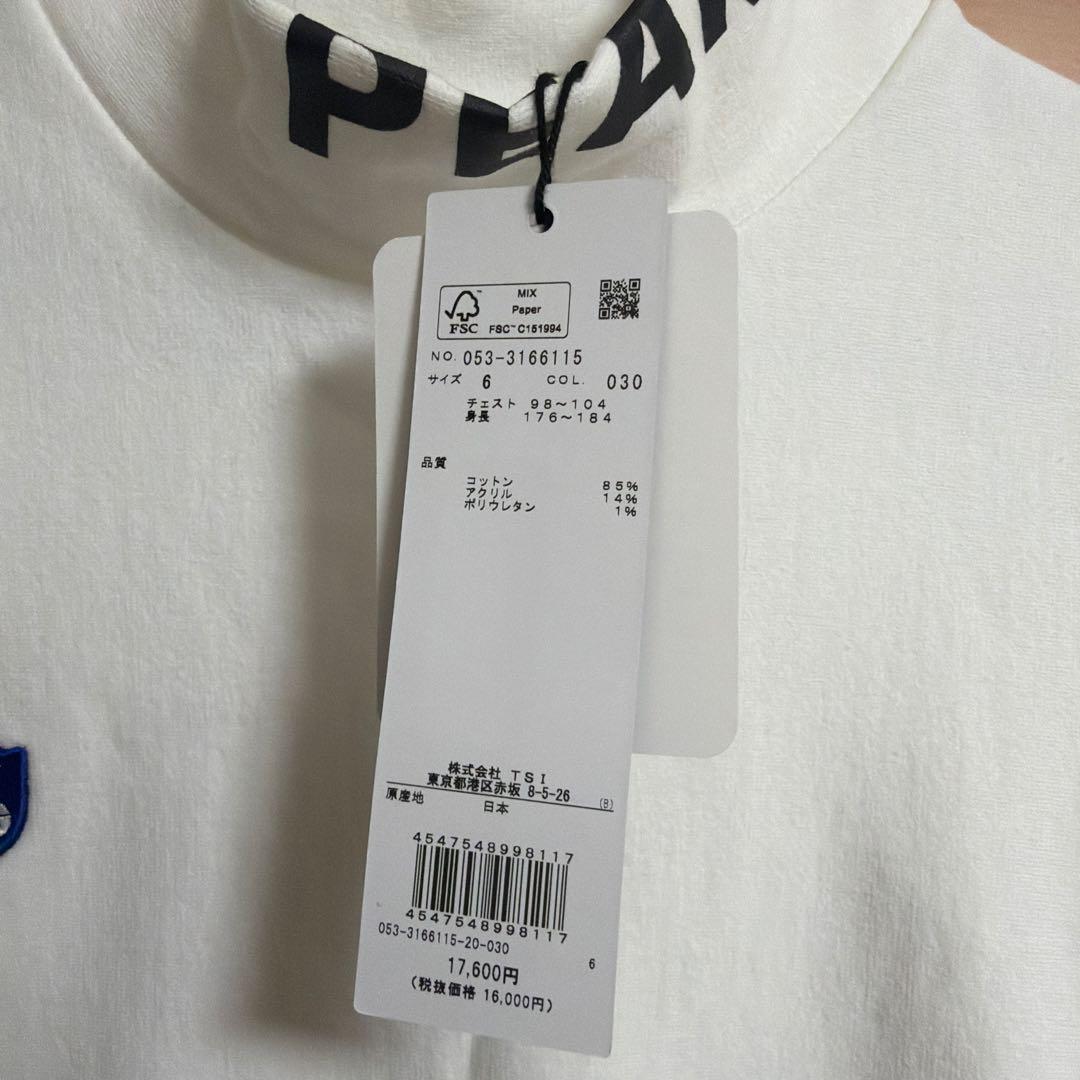 PEA
MIX
Paper
FSC
FSC™ C151994
NO. 053-3166115
サイズ 6 COL. 030
チェスト 98～104
身長 176～184
品質
コットン 85%
アクリル 14%
ポリウレタン 1%
株式会社 TSI
東京都港区赤坂 8-5-26 (B)
原産地 日本
4547548998117
4547548998117
053-3166115-20-030
6
17,600円
(税抜価格 16,000円)